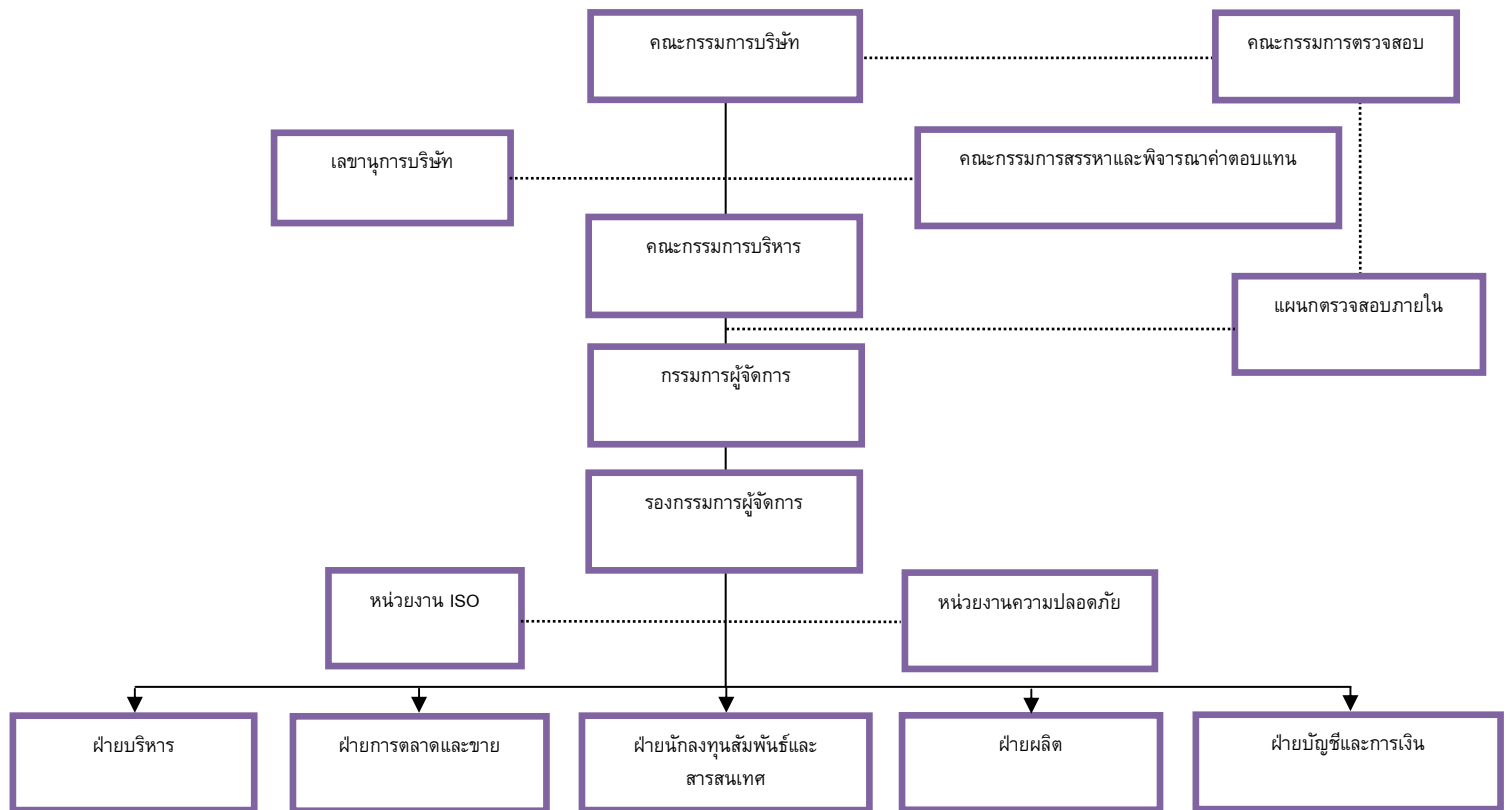 คณะกรรมการบริษัท
คณะกรรมการตรวจสอบ
เลขานุการบริษัท
คณะกรรมการสรรหาและพิจารณาค่าตอบแทน
คณะกรรมการบริหาร
แผนกตรวจสอบภายใน
กรรมการผู้จัดการ
รองกรรมการผู้จัดการ
หน่วยงาน ISO
หน่วยงานความปลอดภัย
ฝ่ายบริหาร
ฝ่ายการตลาดและขาย
ฝ่ายนักลงทุนสัมพันธ์และ
สารสนเทศ
ฝ่ายผลิต
ฝ่ายบัญชีและการเงิน